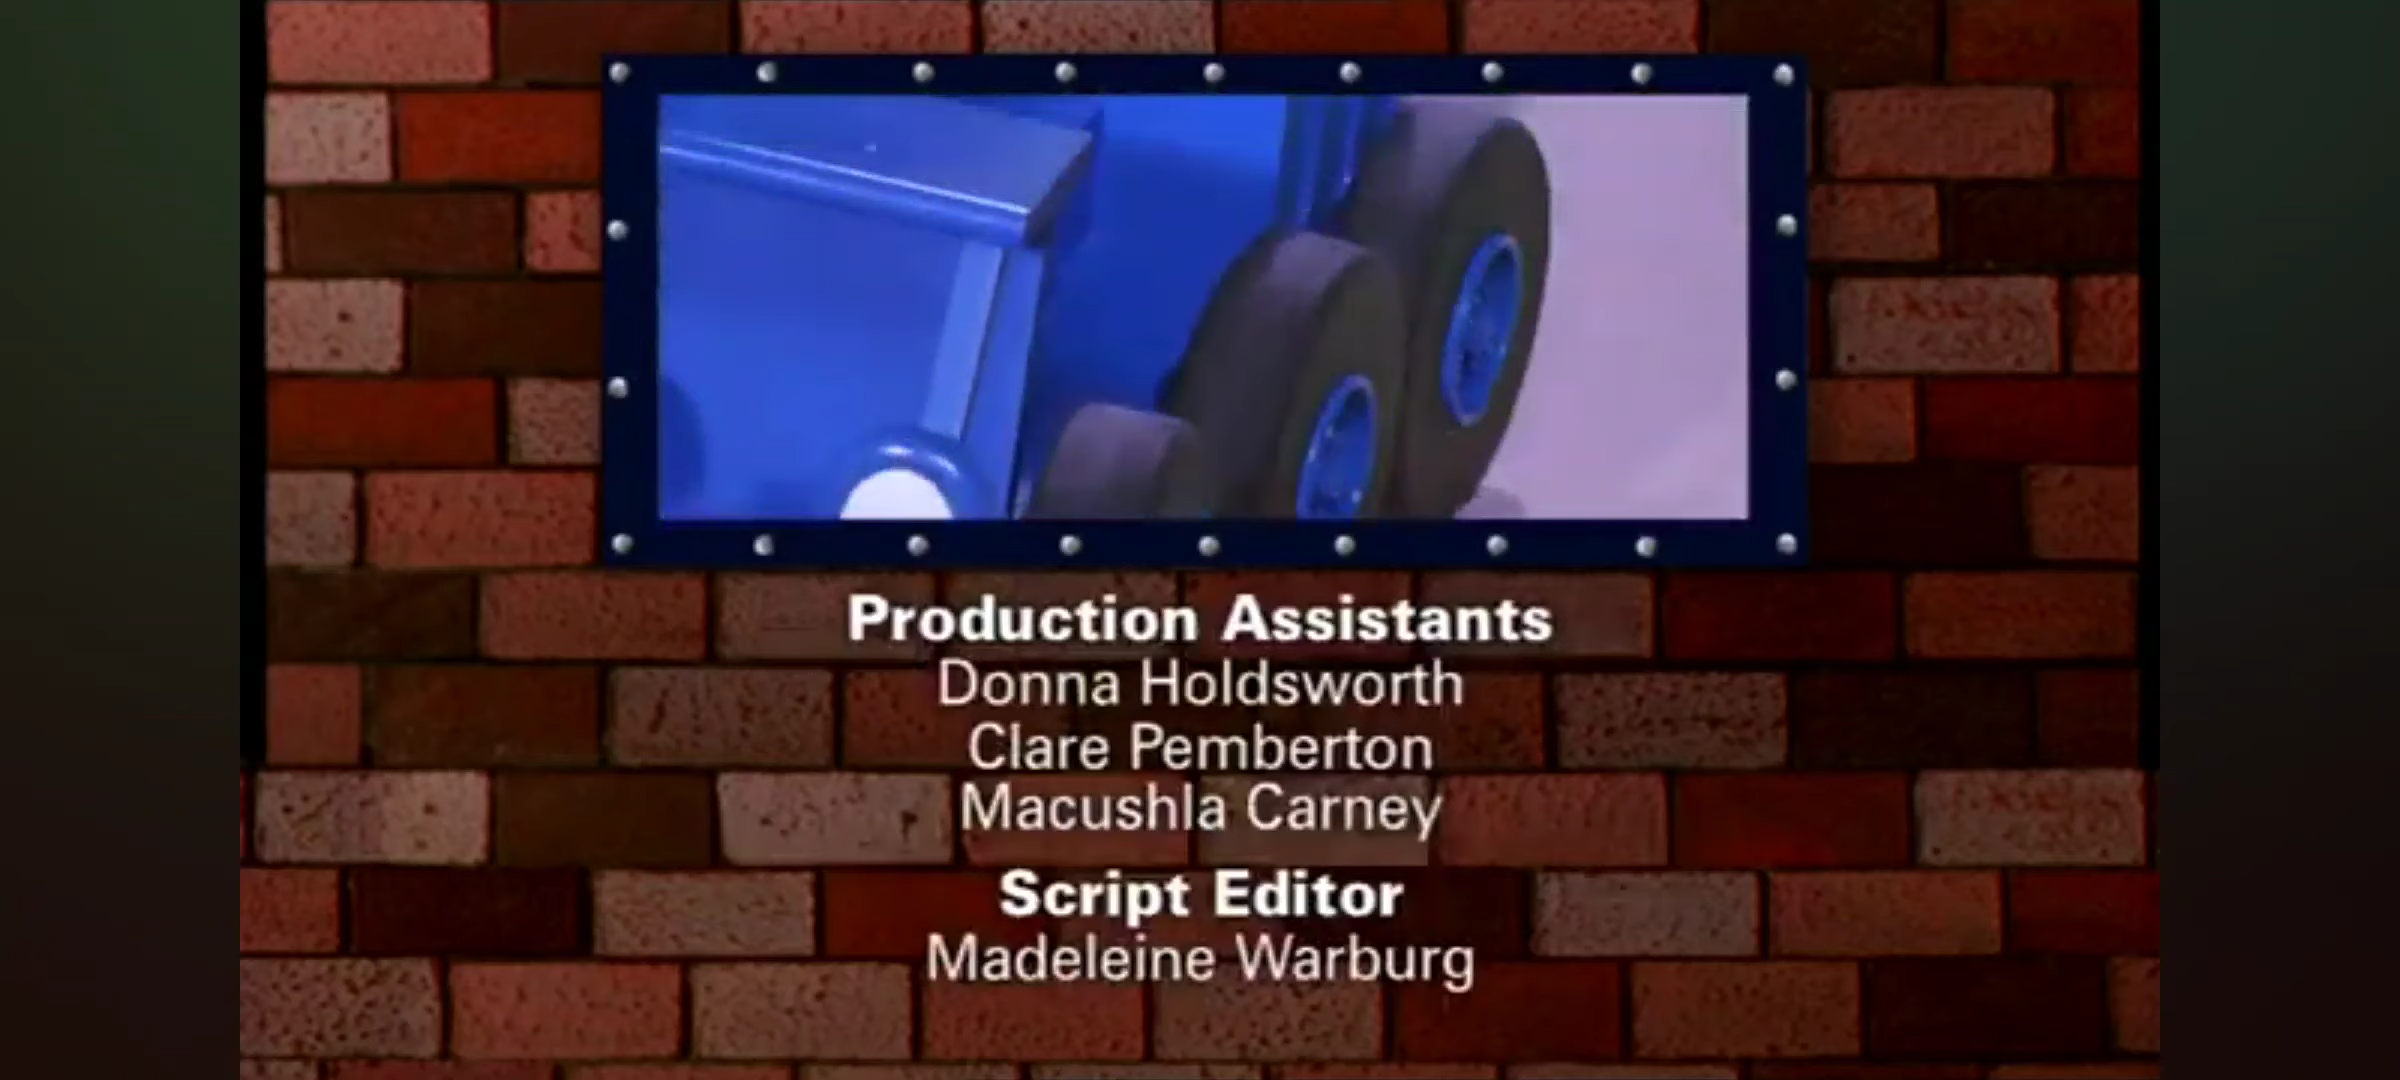 Production Assistants
Donna Holdsworth
Clare Pemberton
Macushla Carney
Script Editor
Madeleine Warburg